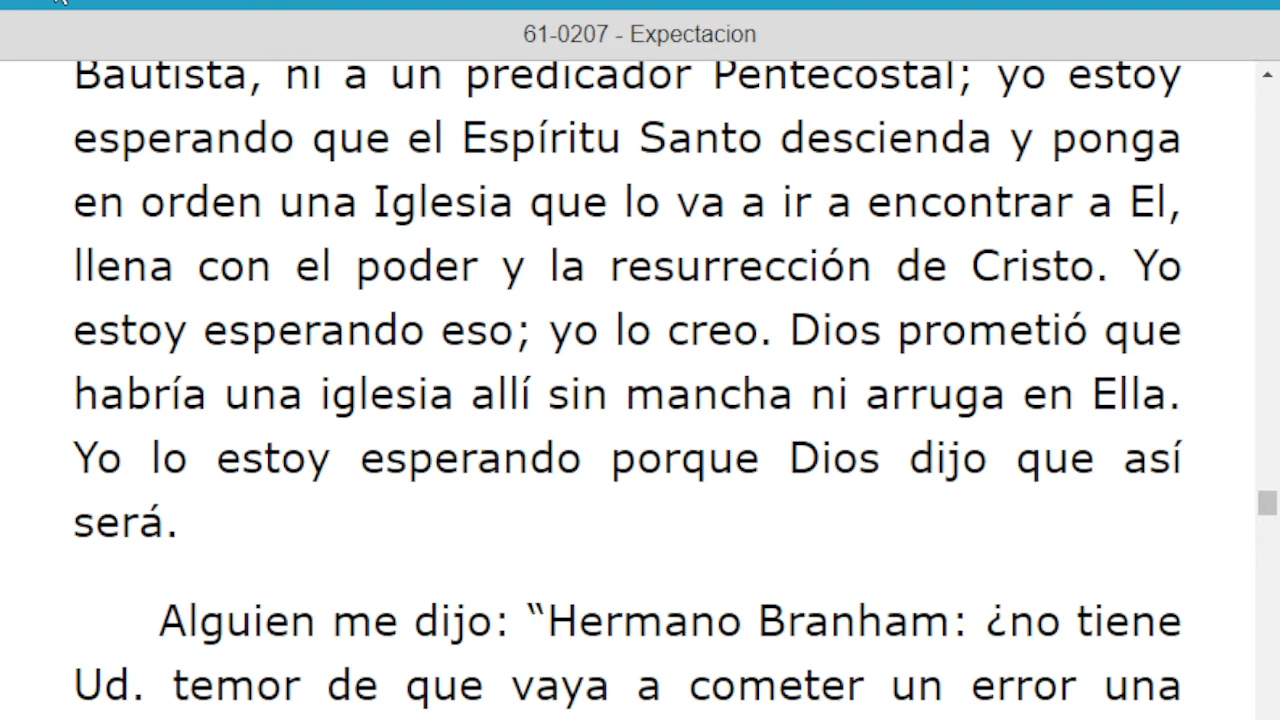 61-0207 - Expectacion
Bautista, ni a un predicador Pentecostal; yo estoy
esperando que el Espíritu Santo descienda y ponga
en orden una Iglesia que lo va a ir a encontrar a El,
llena con el poder y la resurrección de Cristo. Yo
estoy esperando eso; yo lo creo. Dios prometió que
habría una iglesia allí sin mancha ni arruga en Ella.
Yo lo estoy esperando porque Dios dijo que así
será.
Alguien me dijo: “Hermano Branham: ¿no tiene
Ud. temor de que vaya a cometer un error una